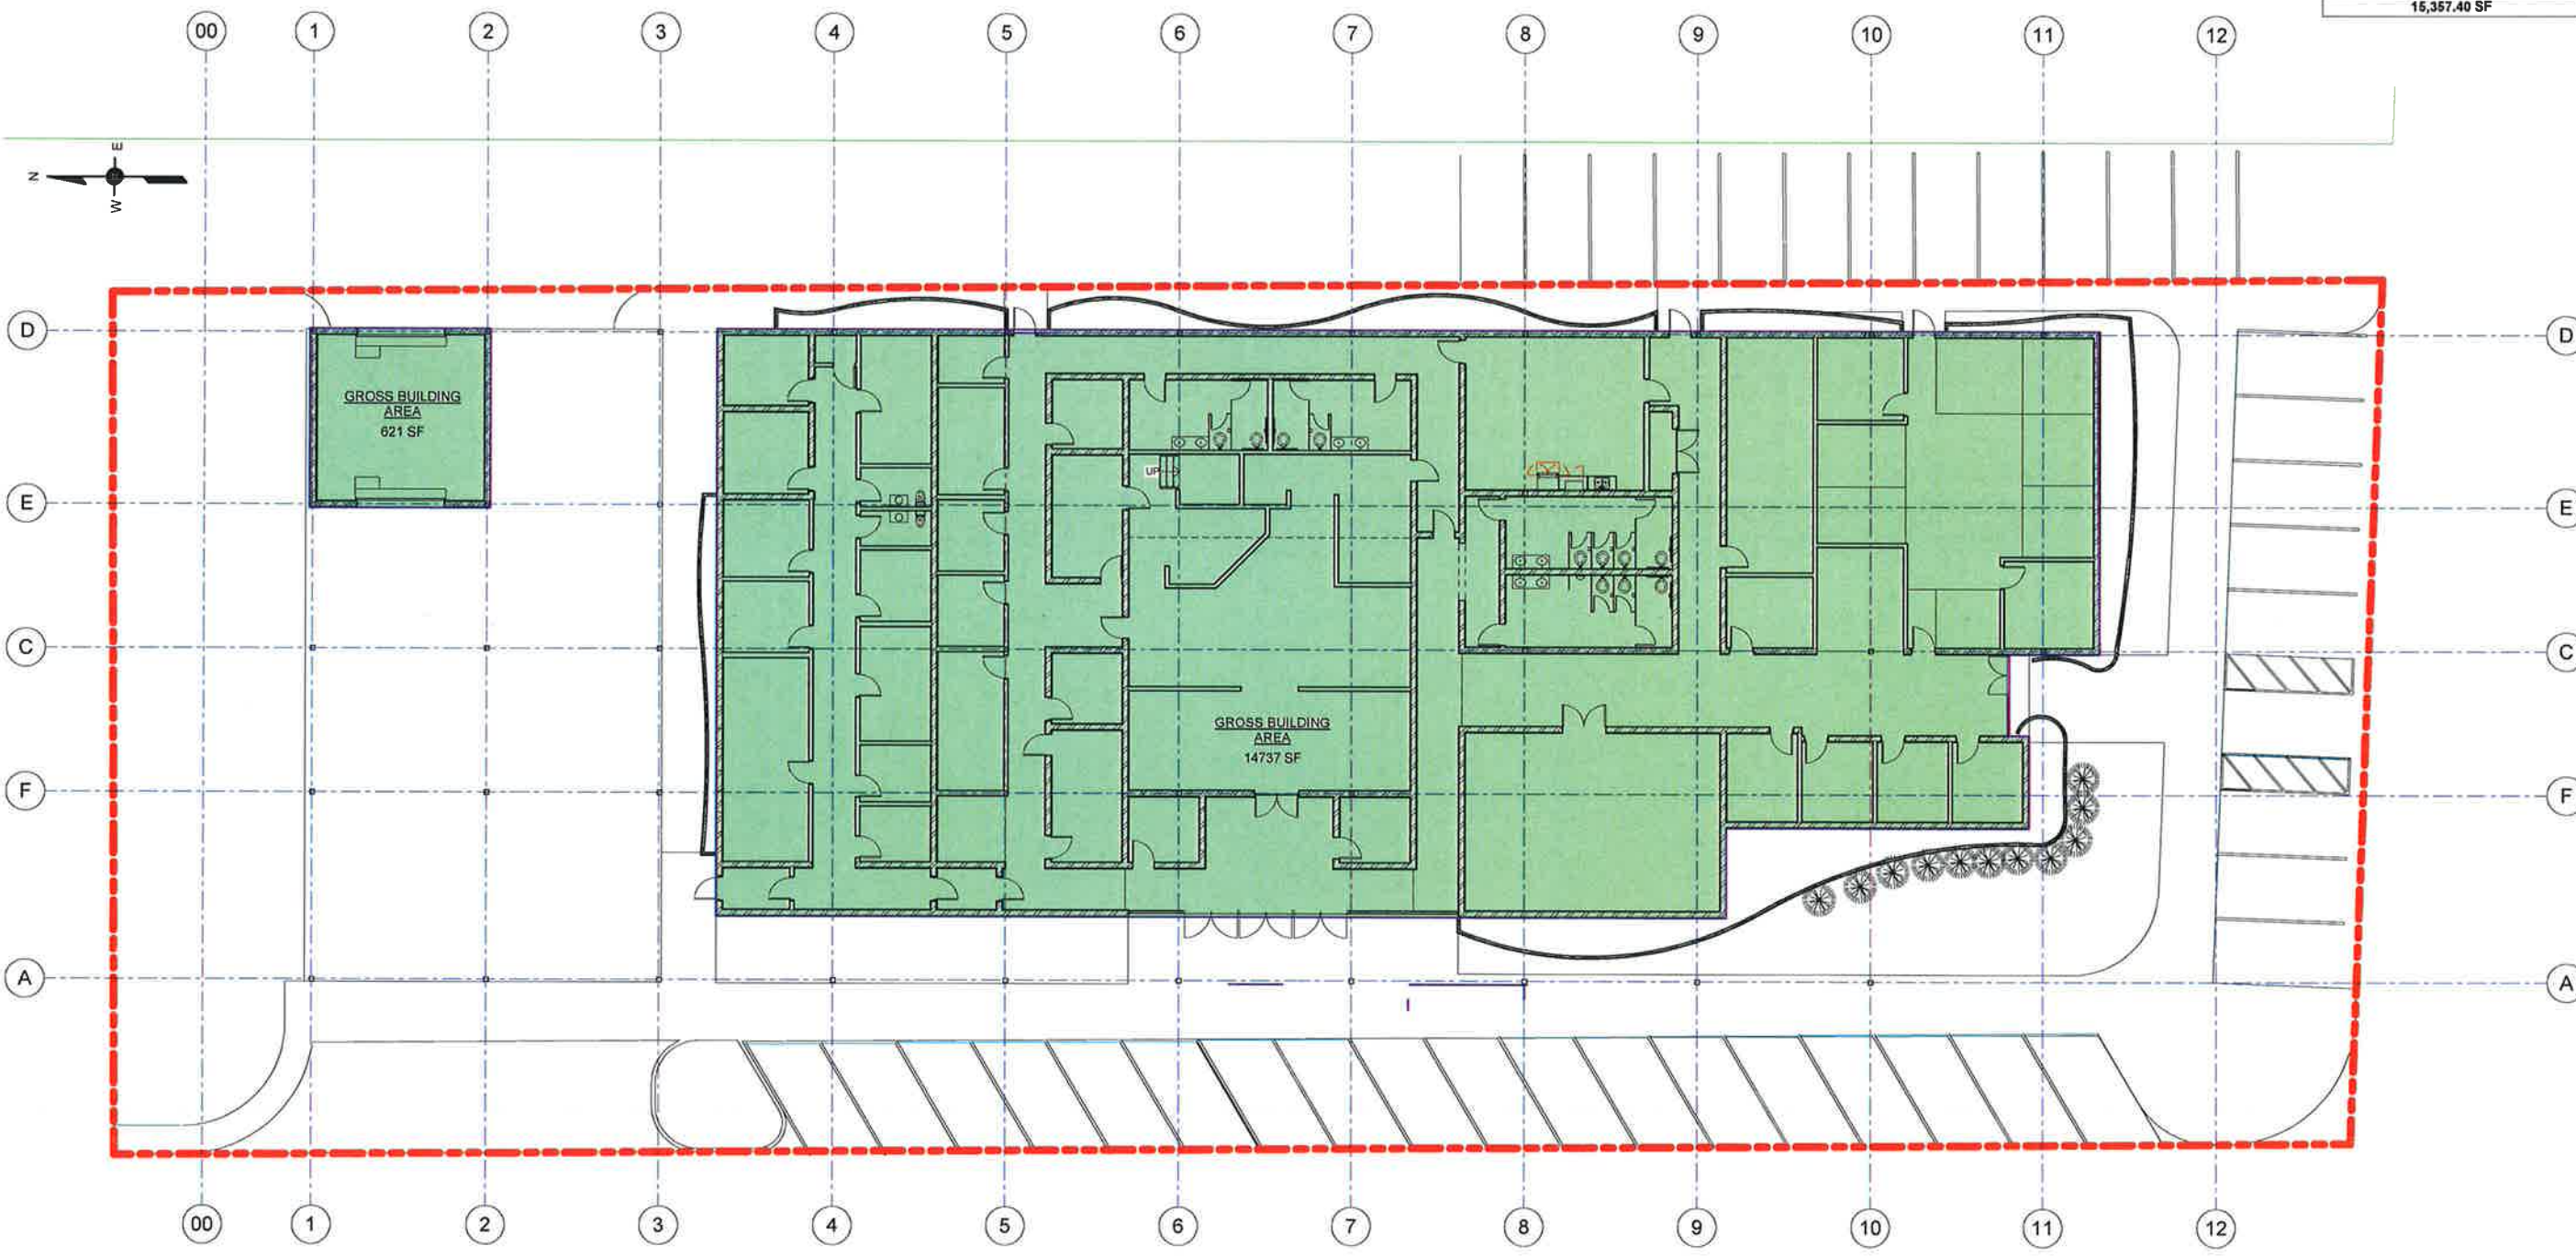 15,357.40 SF
00 1 2 3 4 5 6 7 8 9 10 11 12
E
N
W
D D
GROSS BUILDING
AREA
621 SF
UP
E E
C C
GROSS BUILDING
AREA
14737 SF
F F
A A
00 1 2 3 4 5 6 7 8 9 10 11 12